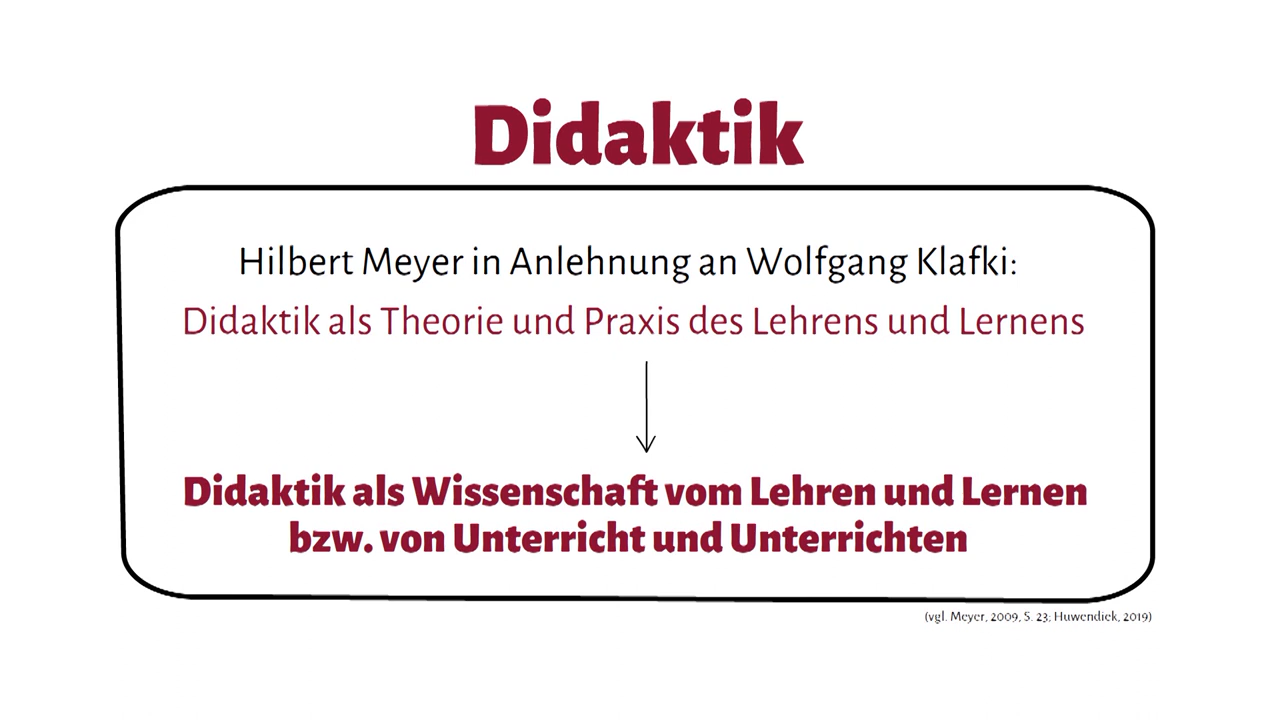 Didaktik
Hilbert Meyer in Anlehnung an Wolfgang Klafki:
Didaktik als Theorie und Praxis des Lehrens und Lernens
Didaktik als Wissenschaft vom Lehren und Lernen
bzw. von Unterricht und Unterrichten
(vgl. Meyer, 2009, S. 23; Huwendiek, 2019)